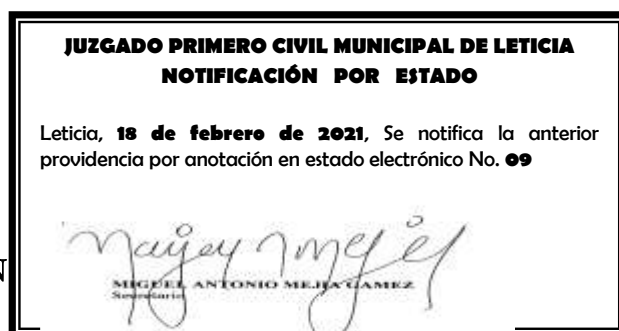 JUZGADO PRIMERO CIVIL MUNICIPAL DE LETICIA
NOTIFICACIÓN POR ESTADO
Leticia, 18 de febrero de 2021, Se notifica la anterior
providencia por anotación en estado electrónico No. 09
N
MIGUEL ANTONIO MEJIA GAMEZ
Secretario